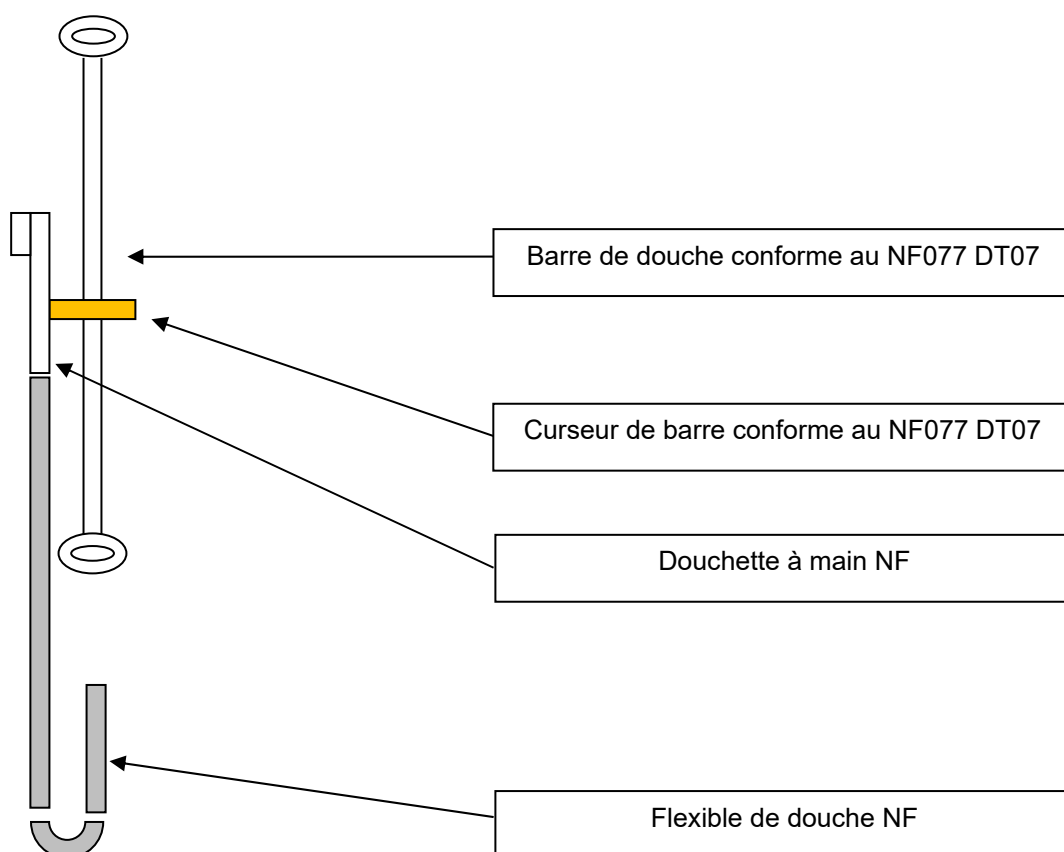 Barre de douche conforme au NF077 DT07
Curseur de barre conforme au NF077 DT07
Douchette à main NF
Flexible de douche NF